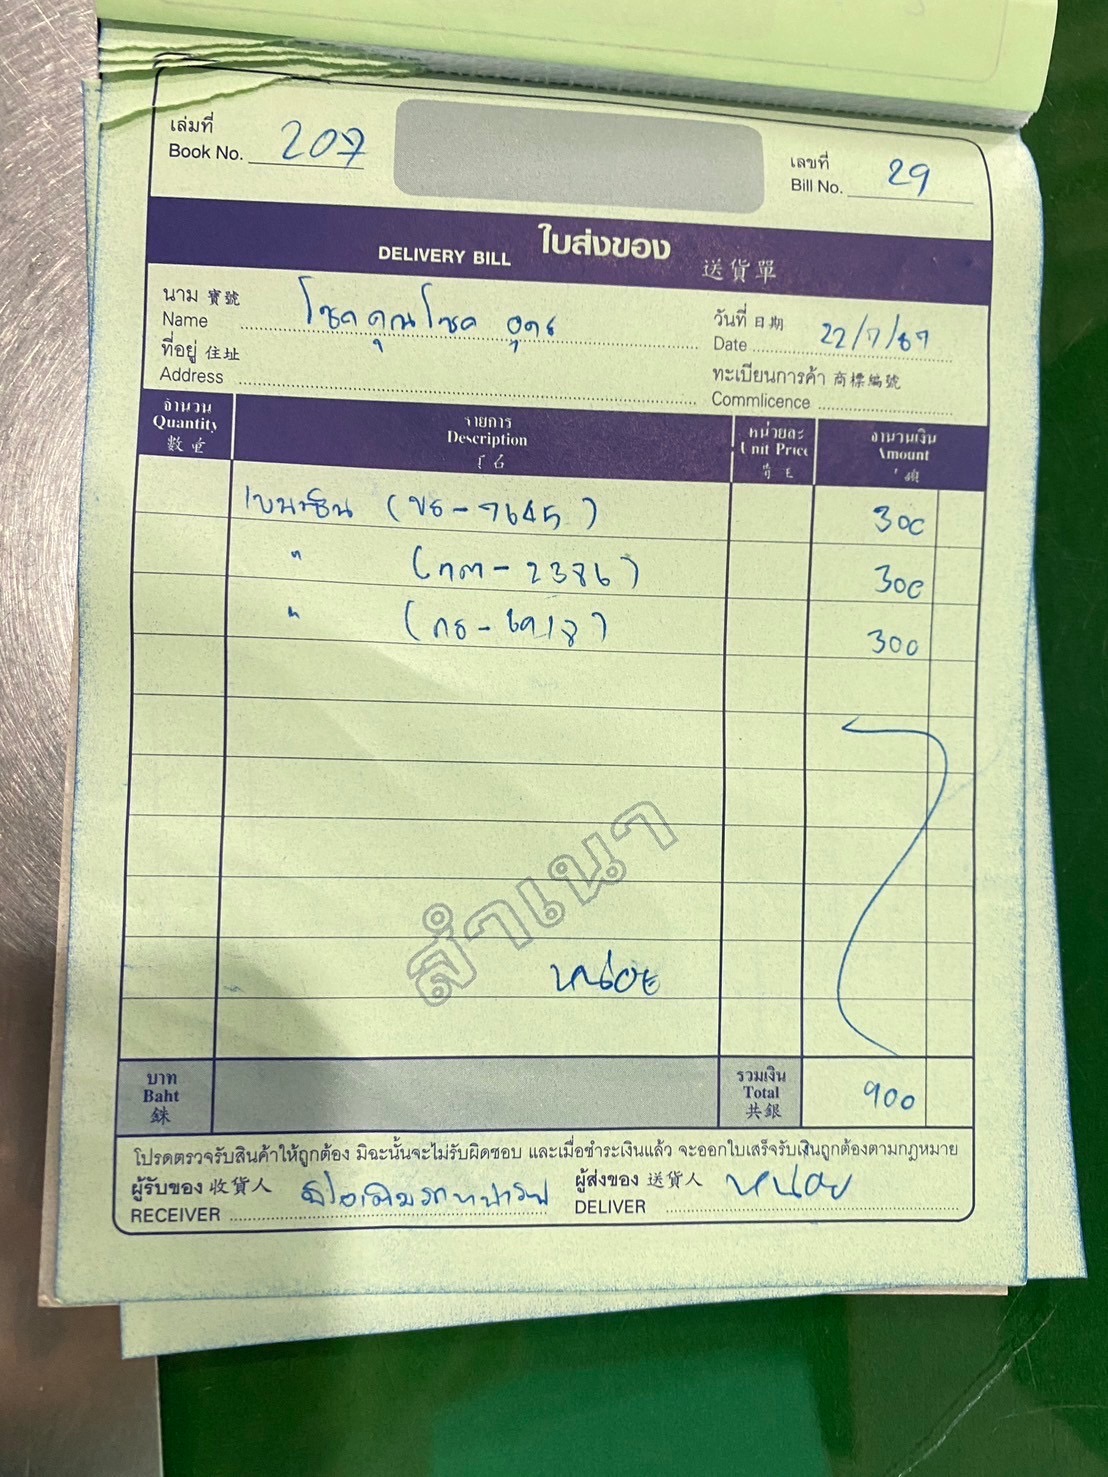 เล่มที่
Book No. 207
เลขที่
Bill No. 29
DELIVERY BILL ใบส่งของ 送貨單
นาม 寶號
Name โชคคุณโชค อุดร
วันที่ 日期
Date 22/7/67
ที่อยู่ 住址
Address
ทะเบียนการค้า 商標編號
Commlicence
จำนวน รายการ หน่วยละ จำนวนเงิน
Quantity Description Unit Price Amount
เบนซิน (ขธ-7645) 300
" (กต-2386) 300
" (กธ-) 300
สำเนา
หน่อย
บาท
Baht
銖
รวมเงิน
Total
共銀
900
โปรดตรวจรับสินค้าให้ถูกต้อง มิฉะนั้นจะไม่รับผิดชอบ และเมื่อชำระเงินแล้ว จะออกใบเสร็จรับเงินถูกต้องตามกฎหมาย
ผู้รับของ 收貨人
RECEIVER
ผู้ส่งของ 送貨人 หน่อย
DELIVER